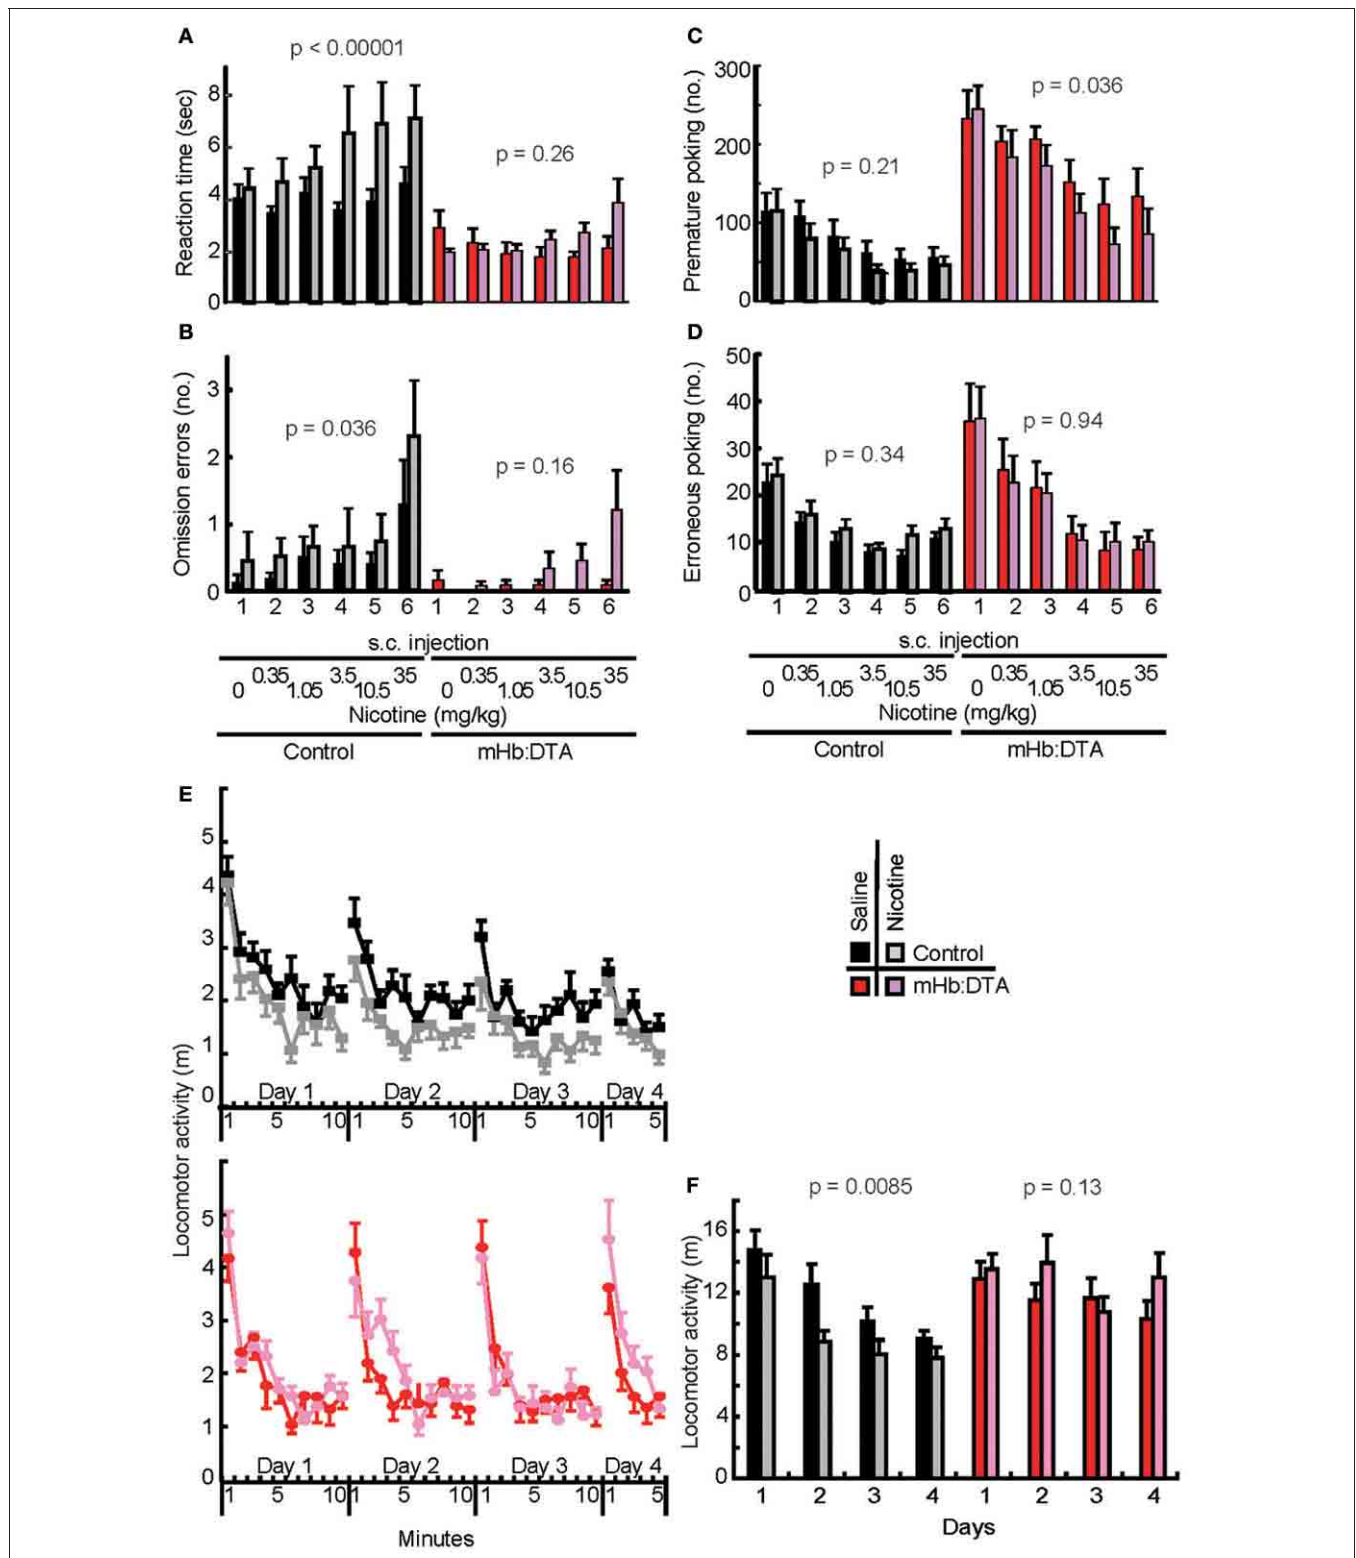 A
p < 0.00001
Reaction time (sec)
8
6
4
2
0
p = 0.26
B
Omission errors (no.)
3
2
1
0
p = 0.036
p = 0.16
1 2 3 4 5 6 1 2 3 4 5 6
s.c. injection
0 0.35 1.05 3.5 10.5 35 0 0.35 1.05 3.5 10.5 35
Nicotine (mg/kg)
Control mHb:DTA
C
Premature poking (no.)
300
200
100
0
p = 0.21
p = 0.036
D
Erroneous poking (no.)
50
40
30
20
10
0
p = 0.34
p = 0.94
1 2 3 4 5 6 1 2 3 4 5 6
s.c. injection
0 0.35 1.05 3.5 10.5 35 0 0.35 1.05 3.5 10.5 35
Nicotine (mg/kg)
Control mHb:DTA
E
Locomotor activity (m)
5
4
3
2
1
0
Day 1 Day 2 Day 3 Day 4
1 5 10 1 5 10 1 5 10 1 5
5
4
3
2
1
0
Day 1 Day 2 Day 3 Day 4
1 5 10 1 5 10 1 5 10 1 5
Minutes
Saline
Nicotine
Control
mHb:DTA
F
p = 0.0085
p = 0.13
Locomotor activity (m)
16
12
8
4
0
1 2 3 4 1 2 3 4
Days